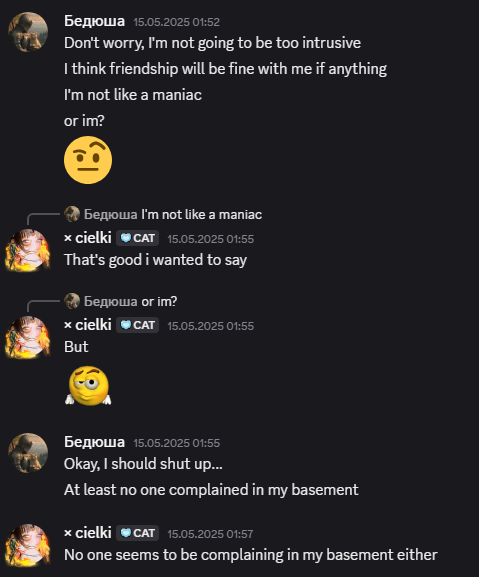 Бедюша 15.05.2025 01:52
Don't worry, I'm not going to be too intrusive
I think friendship will be fine with me if anything
I'm not like a maniac
or im?
Бедюша I'm not like a maniac
× cielki CAT 15.05.2025 01:55
That's good i wanted to say
Бедюша or im?
× cielki CAT 15.05.2025 01:55
But
Бедюша 15.05.2025 01:55
Okay, I should shut up...
At least no one complained in my basement
× cielki CAT 15.05.2025 01:57
No one seems to be complaining in my basement either